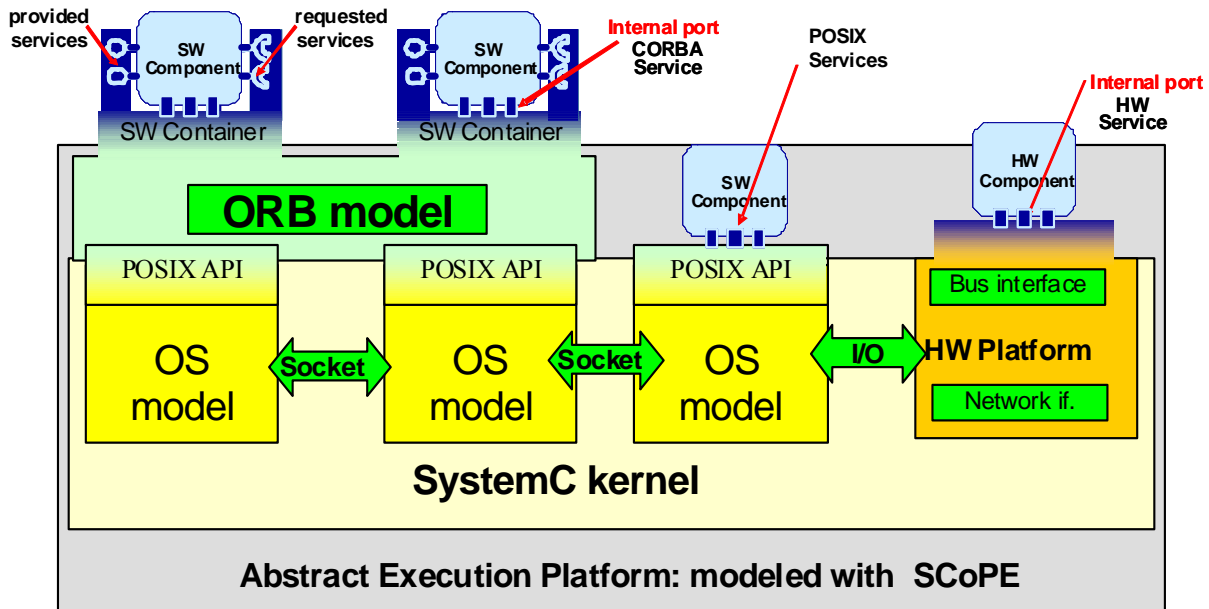 provided
services
SW
Component
requested
services
SW
Component
Internal port
CORBA
Service
POSIX
Services
Internal port
HW
Service
SW Container
SW Container
SW
Component
HW
Component
ORB model
POSIX API
POSIX API
POSIX API
Bus interface
OS
model
Socket
OS
model
Socket
OS
model
I/O
HW Platform
Network if.
SystemC kernel
Abstract Execution Platform: modeled with SCoPE